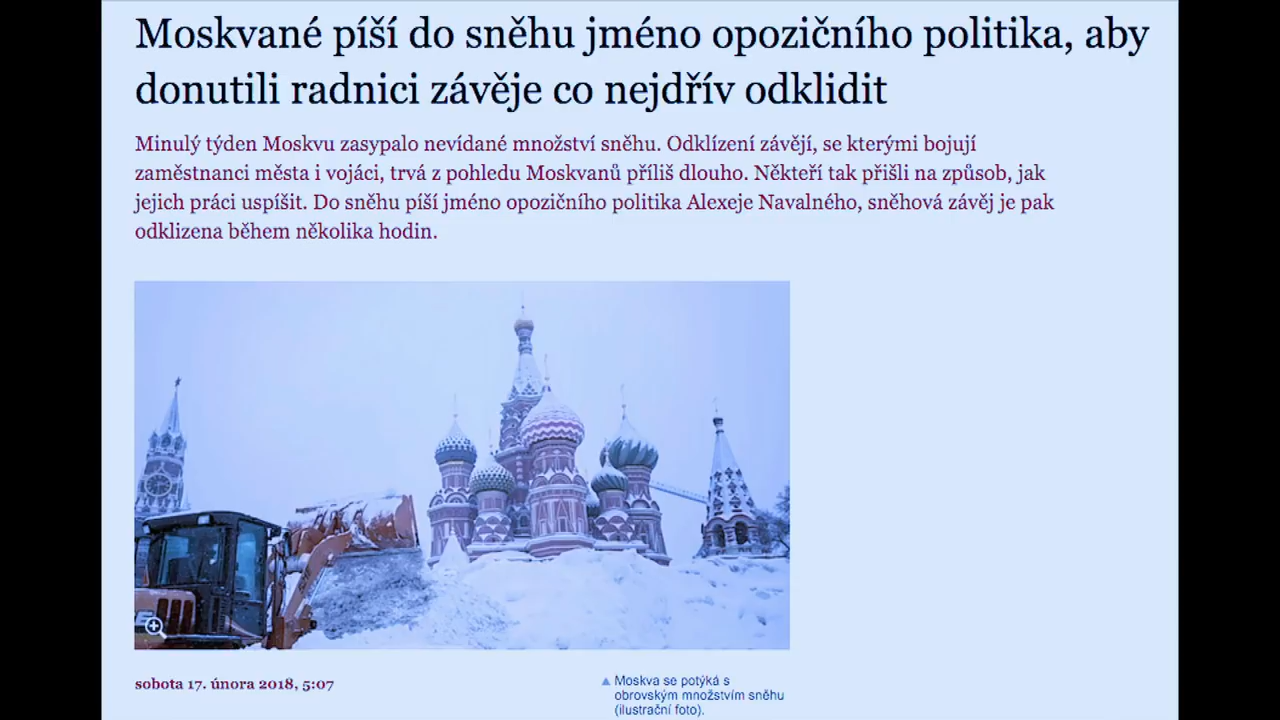 Moskvané píší do sněhu jméno opozičního politika, aby
donutili radnici závěje co nejdřív odklidit
Minulý týden Moskvu zasypalo nevídané množství sněhu. Odklízení závějí, se kterými bojují
zaměstnanci města i vojáci, trvá z pohledu Moskvanů příliš dlouho. Někteří tak přišli na způsob, jak
jejich práci uspíšit. Do sněhu píší jméno opozičního politika Alexeje Navalného, sněhová závěj je pak
odklizena během několika hodin.
sobota 17. února 2018, 5:07
Moskva se potýká s
obrovským množstvím sněhu
(ilustrační foto).